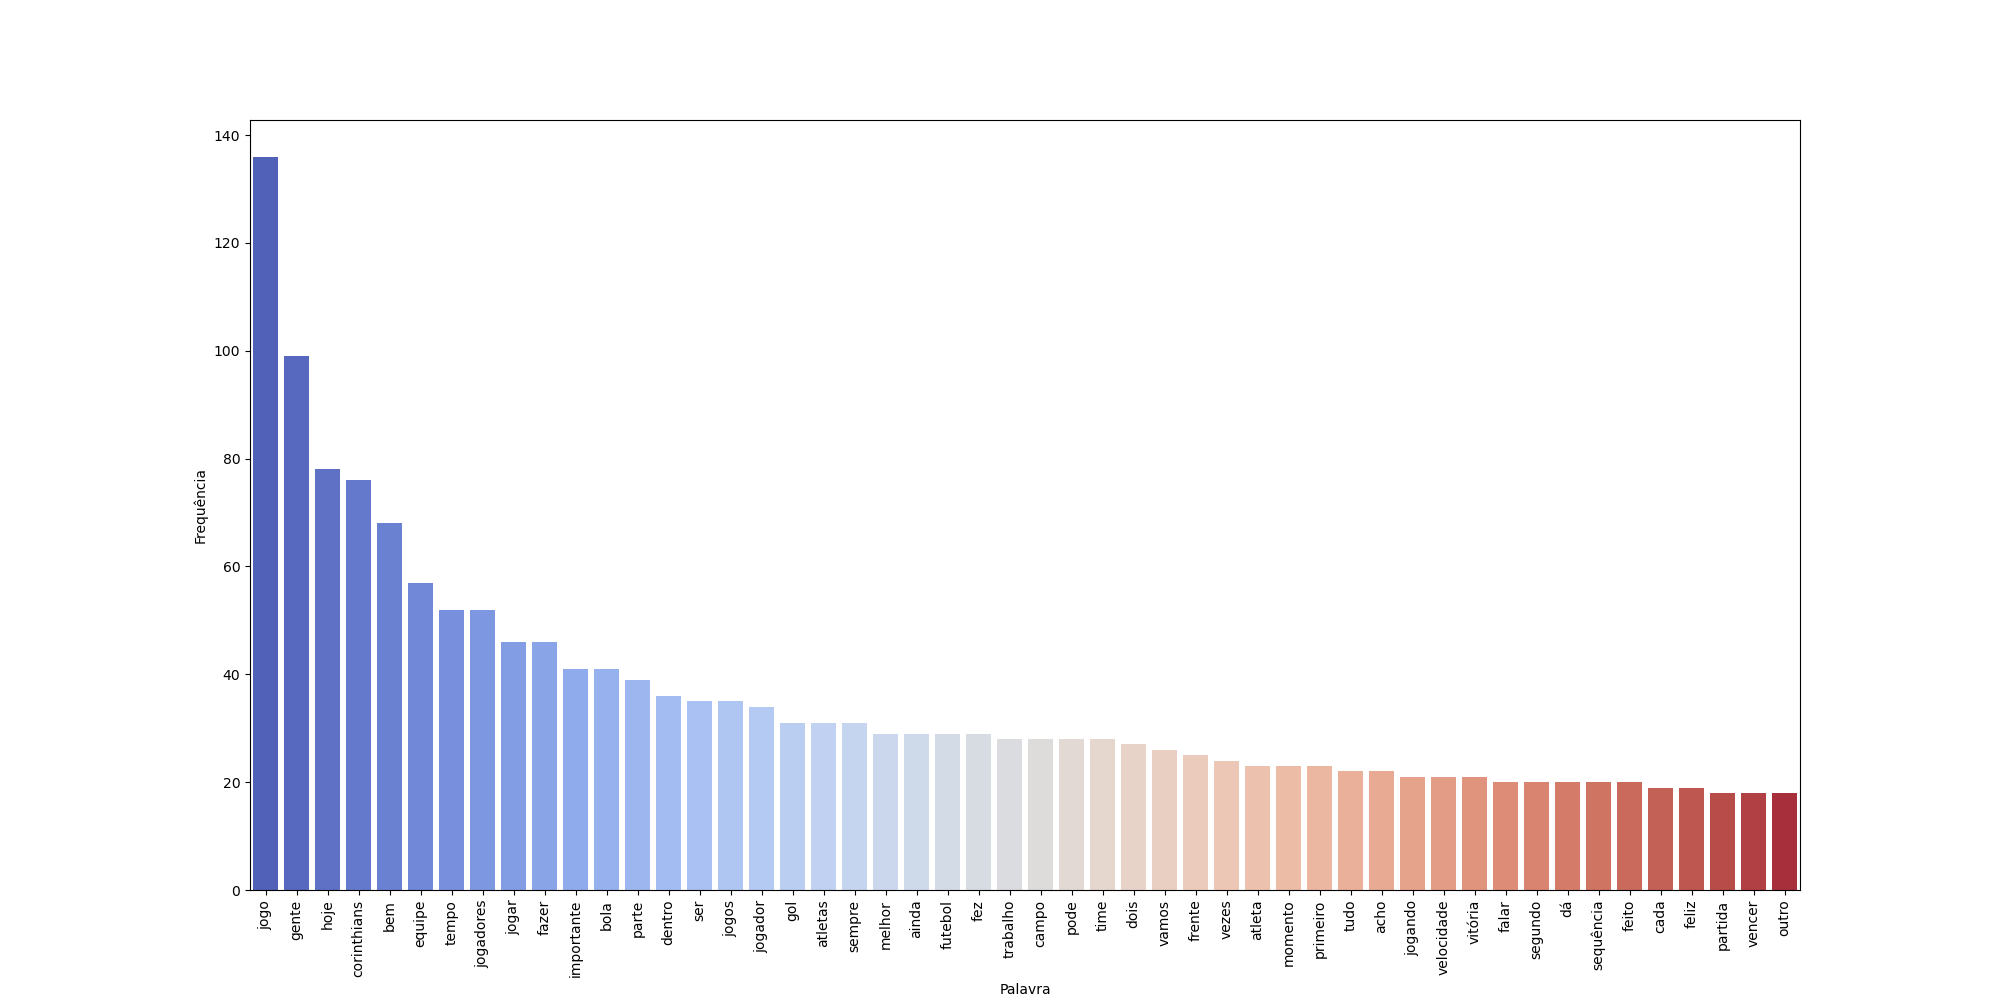 140
120
100
80
60
40
20
0
Frequência
jogo
gente
hoje
corinthians
bem
equipe
tempo
jogadores
jogar
fazer
importante
bola
parte
dentro
ser
jogos
jogador
gol
atletas
sempre
melhor
ainda
futebol
fez
trabalho
campo
pode
time
dois
vamos
frente
vezes
atleta
momento
primeiro
tudo
acho
jogando
velocidade
vitória
falar
segundo
dá
sequência
feito
cada
feliz
partida
vencer
outro
Palavra